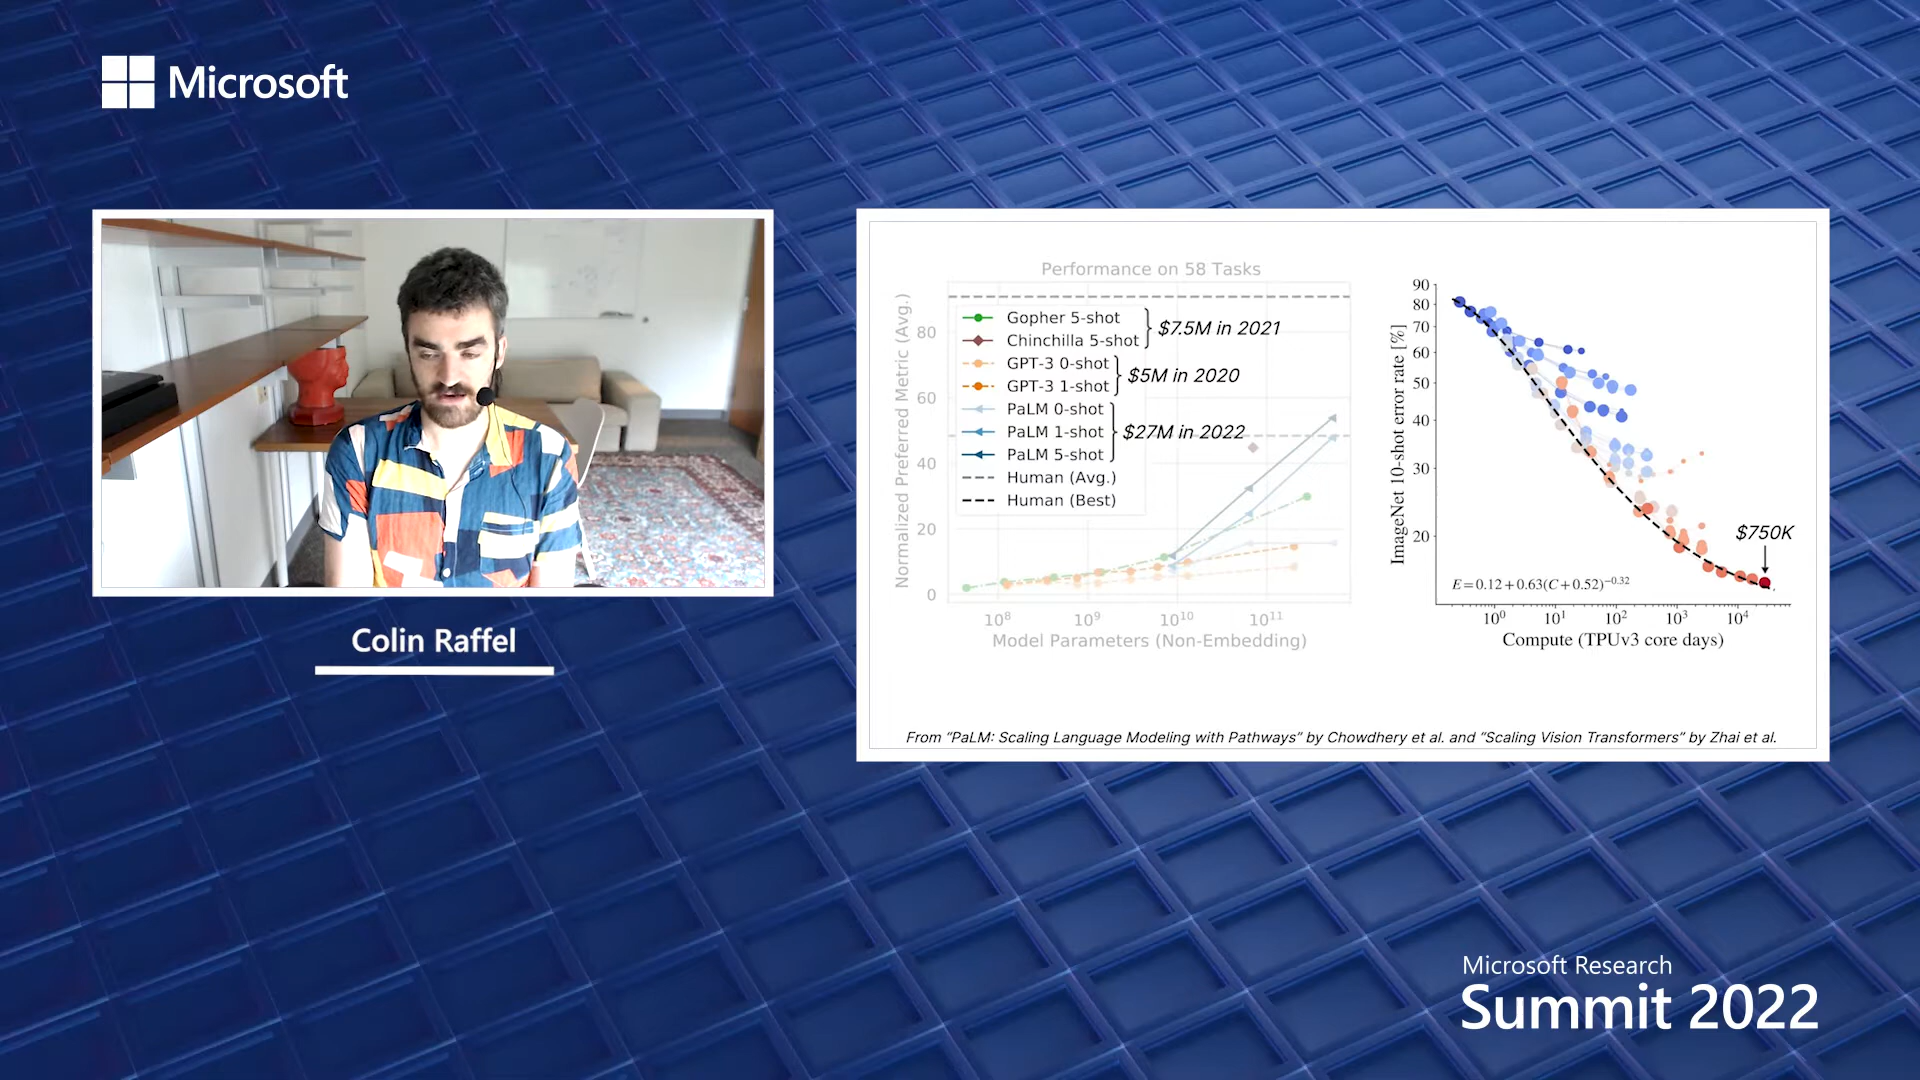 Microsoft
Colin Raffel
Performance on 58 Tasks
Normalized Preferred Metric (Avg.)
80
60
40
20
0
Gopher 5-shot
Chinchilla 5-shot
$7.5M in 2021
GPT-3 0-shot
GPT-3 1-shot
$5M in 2020
PaLM 0-shot
PaLM 1-shot
PaLM 5-shot
$27M in 2022
Human (Avg.)
Human (Best)
10⁸ 10⁹ 10¹⁰ 10¹¹
Model Parameters (Non-Embedding)
ImageNet 10-shot error rate [%]
90
80
70
60
50
40
30
20
$750K
E = 0.12 + 0.63(C + 0.52)⁻⁰·³²
10⁰ 10¹ 10² 10³ 10⁴
Compute (TPUv3 core days)
From “PaLM: Scaling Language Modeling with Pathways” by Chowdhery et al. and “Scaling Vision Transformers” by Zhai et al.
Microsoft Research
Summit 2022